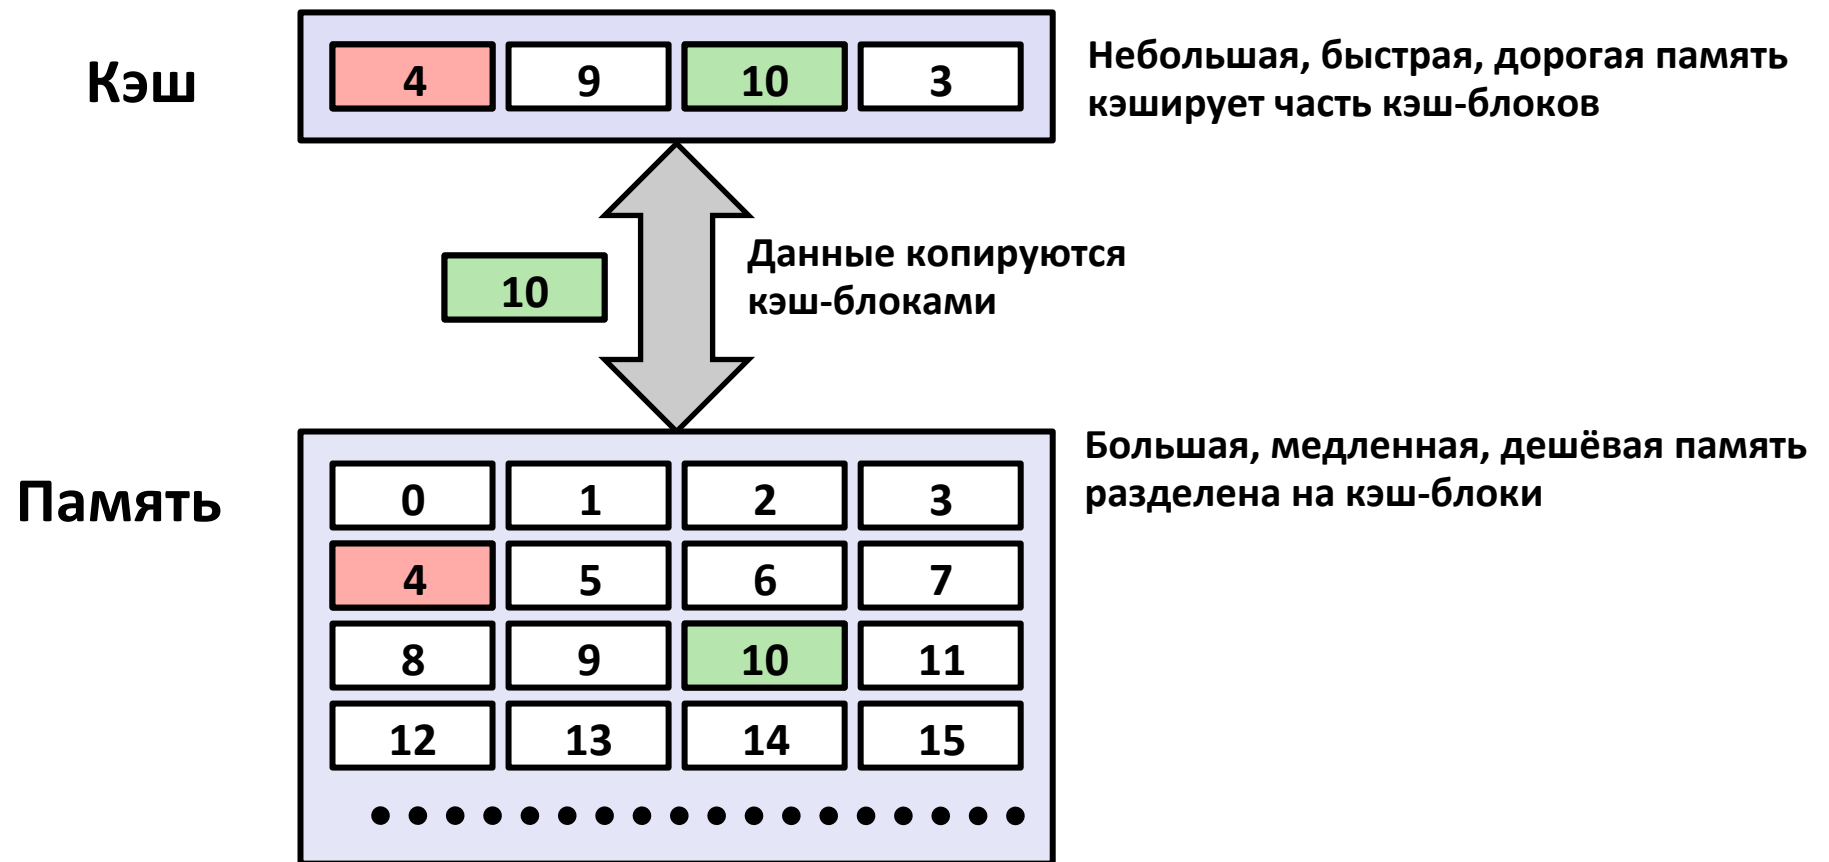 Кэш
4 9 10 3
Небольшая, быстрая, дорогая память
кэширует часть кэш-блоков
10
Данные копируются
кэш-блоками
Память
0 1 2 3
4 5 6 7
8 9 10 11
12 13 14 15
Большая, медленная, дешёвая память
разделена на кэш-блоки